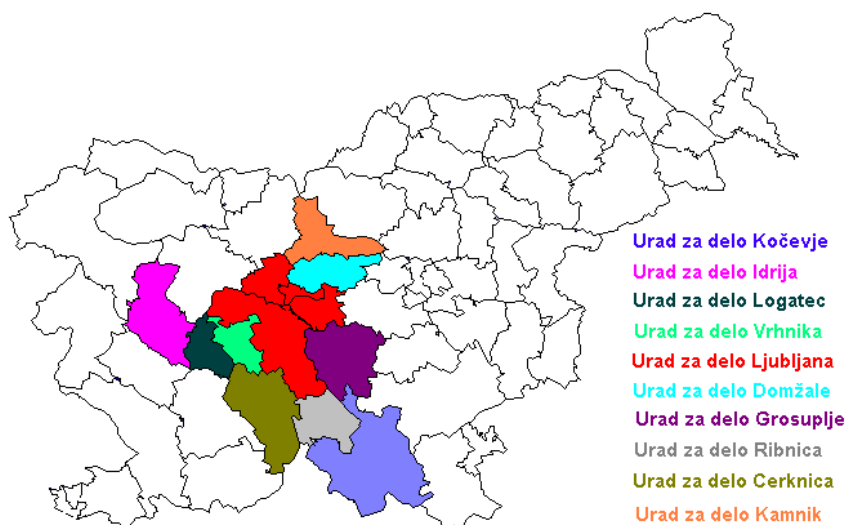 Urad za delo Kočevje
Urad za delo Idrija
Urad za delo Logatec
Urad za delo Vrhnika
Urad za delo Ljubljana
Urad za delo Domžale
Urad za delo Grosuplje
Urad za delo Ribnica
Urad za delo Cerknica
Urad za delo Kamnik